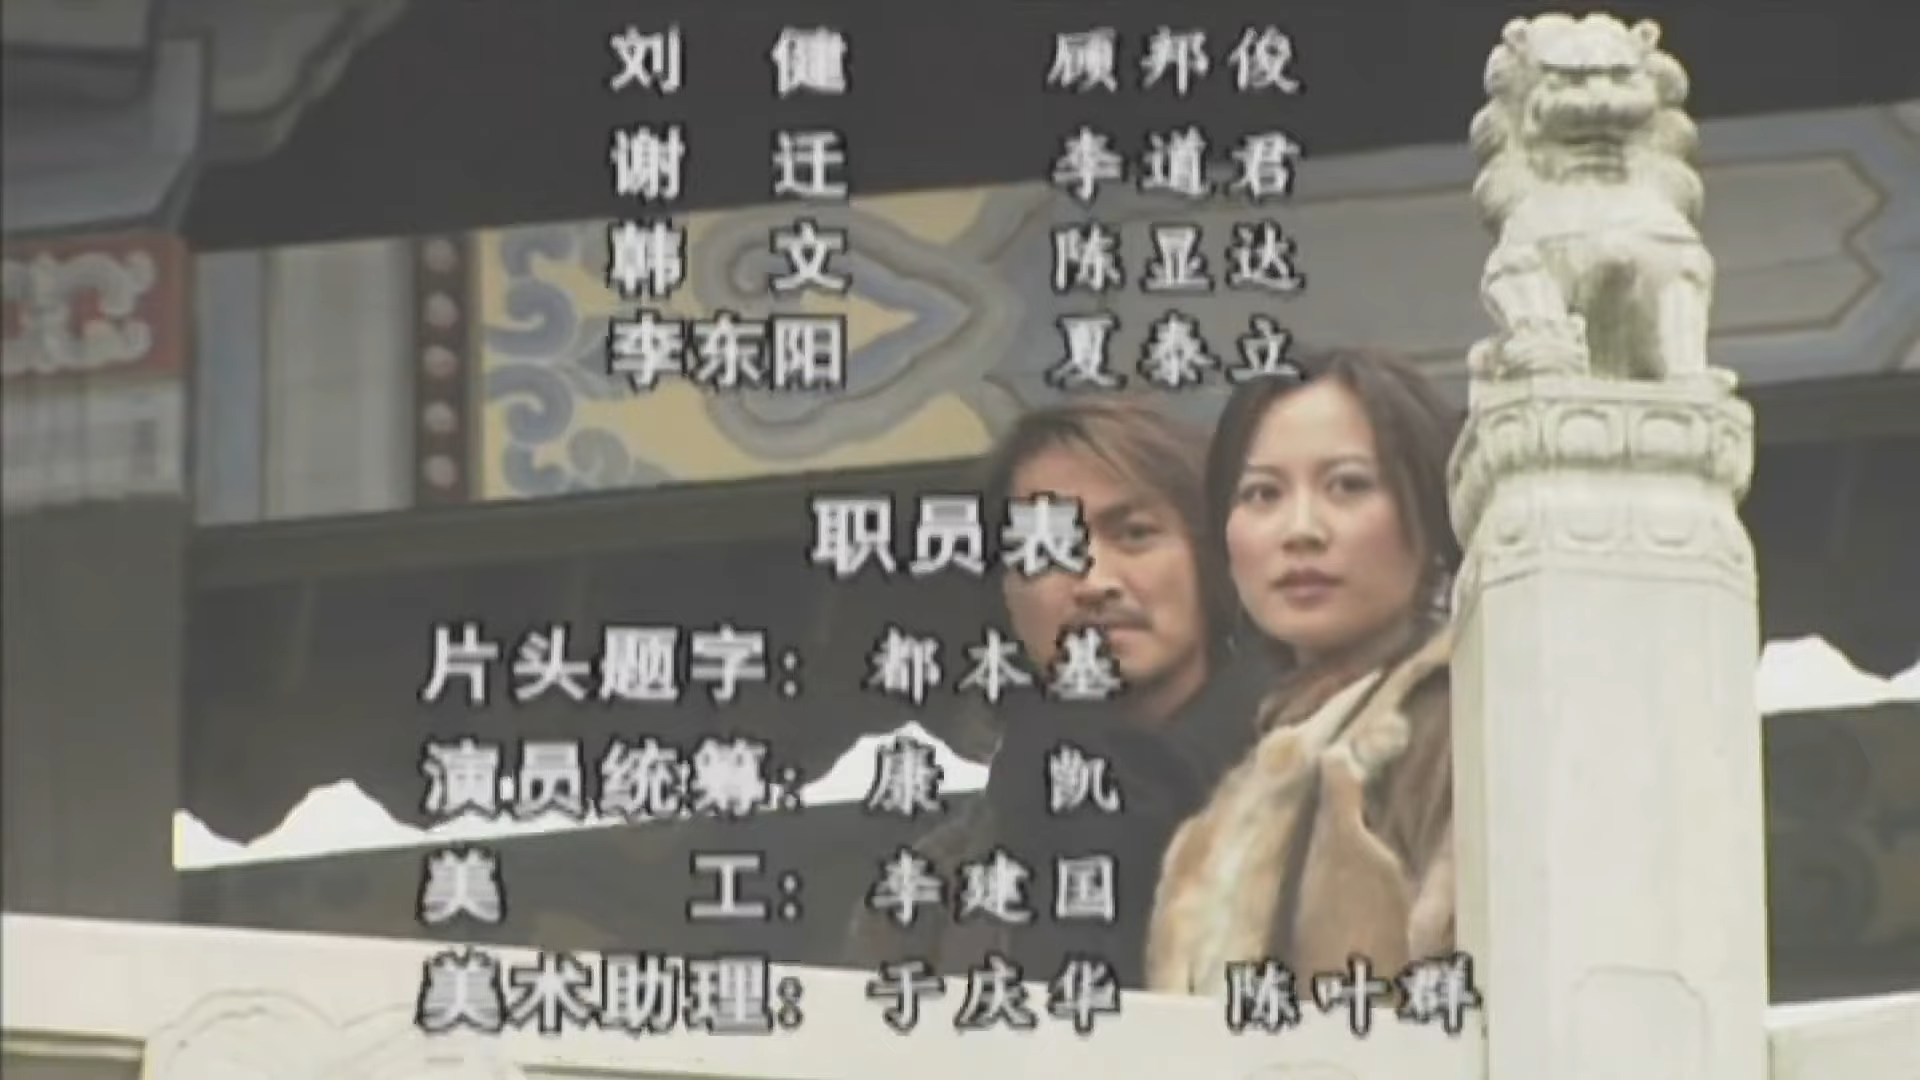 刘健 顾邦俊
谢迁 李道君
韩文 陈显达
李东阳 夏泰立
职员表
片头题字：都本基
演员统筹：康凯
美工：李建国
美术助理：于庆华 陈叶群